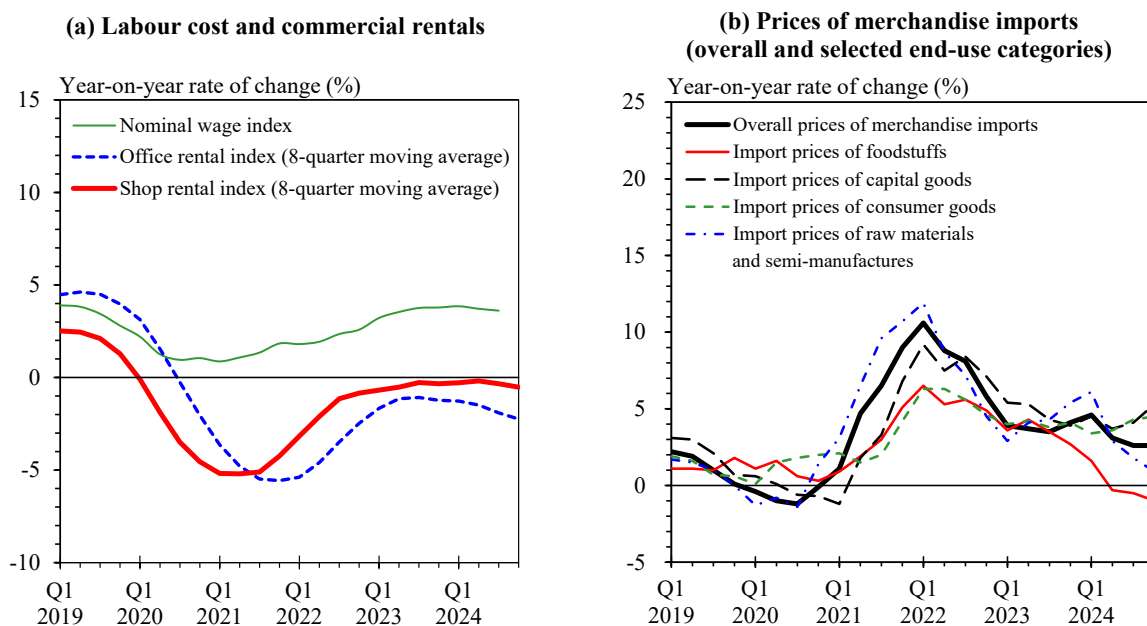 (a) Labour cost and commercial rentals
Year-on-year rate of change (%)
15
10
5
0
-5
-10
Nominal wage index
Office rental index (8-quarter moving average)
Shop rental index (8-quarter moving average)
Q1 Q1 Q1 Q1 Q1 Q1
2019 2020 2021 2022 2023 2024
(b) Prices of merchandise imports
(overall and selected end-use categories)
Year-on-year rate of change (%)
25
20
15
10
5
0
-5
Overall prices of merchandise imports
Import prices of foodstuffs
Import prices of capital goods
Import prices of consumer goods
Import prices of raw materials
and semi-manufactures
Q1 Q1 Q1 Q1 Q1 Q1
2019 2020 2021 2022 2023 2024